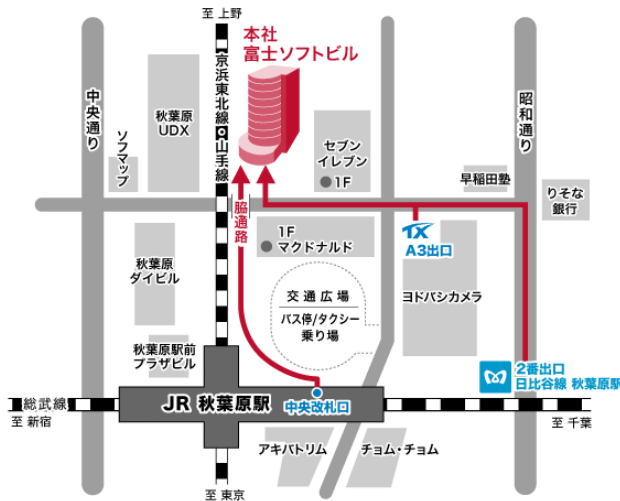 至 上野
本社
富士ソフトビル
京浜東北線
山手線
中央通り
昭和通り
秋葉原
UDX
ソフマップ
セブン
イレブン
1F
早稲田塾
りそな
銀行
脇通路
1F
マクドナルド
TX
A3出口
秋葉原
ダイビル
交通広場
バス停/タクシー
乗り場
ヨドバシカメラ
秋葉原駅前
プラザビル
2番出口
日比谷線 秋葉原駅
JR 秋葉原駅
中央改札口
総武線
至 新宿
至 千葉
アキバトリム
チョム・チョム
至 東京